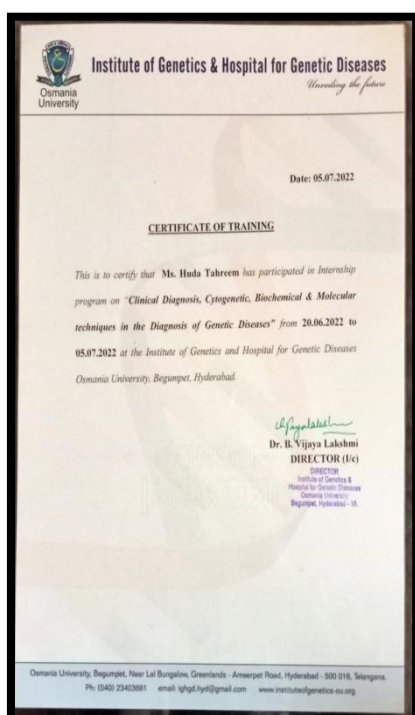 Institute of Genetics & Hospital for Genetic Diseases
Unveiling the future
Osmania
University
Date: 05.07.2022
CERTIFICATE OF TRAINING
This is to certify that Ms. Huda Tahreem has participated in Internship
program on "Clinical Diagnosis, Cytogenetic, Biochemical & Molecular
techniques in the Diagnosis of Genetic Diseases" from 20.06.2022 to
05.07.2022 at the Institute of Genetics and Hospital for Genetic Diseases
Osmania University, Begumpet, Hyderabad.
Dr. B. Vijaya Lakshmi
DIRECTOR (I/c)
DIRECTOR
Institute of Genetics &
Hospital for Genetic Diseases
Osmania University
Begumpet, Hyderabad - 16.
Osmania University, Begumpet, Near Lal Bungalow, Greenlands - Ameerpet Road, Hyderabad - 500 016, Telangana.
Ph: (040) 23403681 email: ighgd.hyd@gmail.com www.instituteofgenetics-ou.org